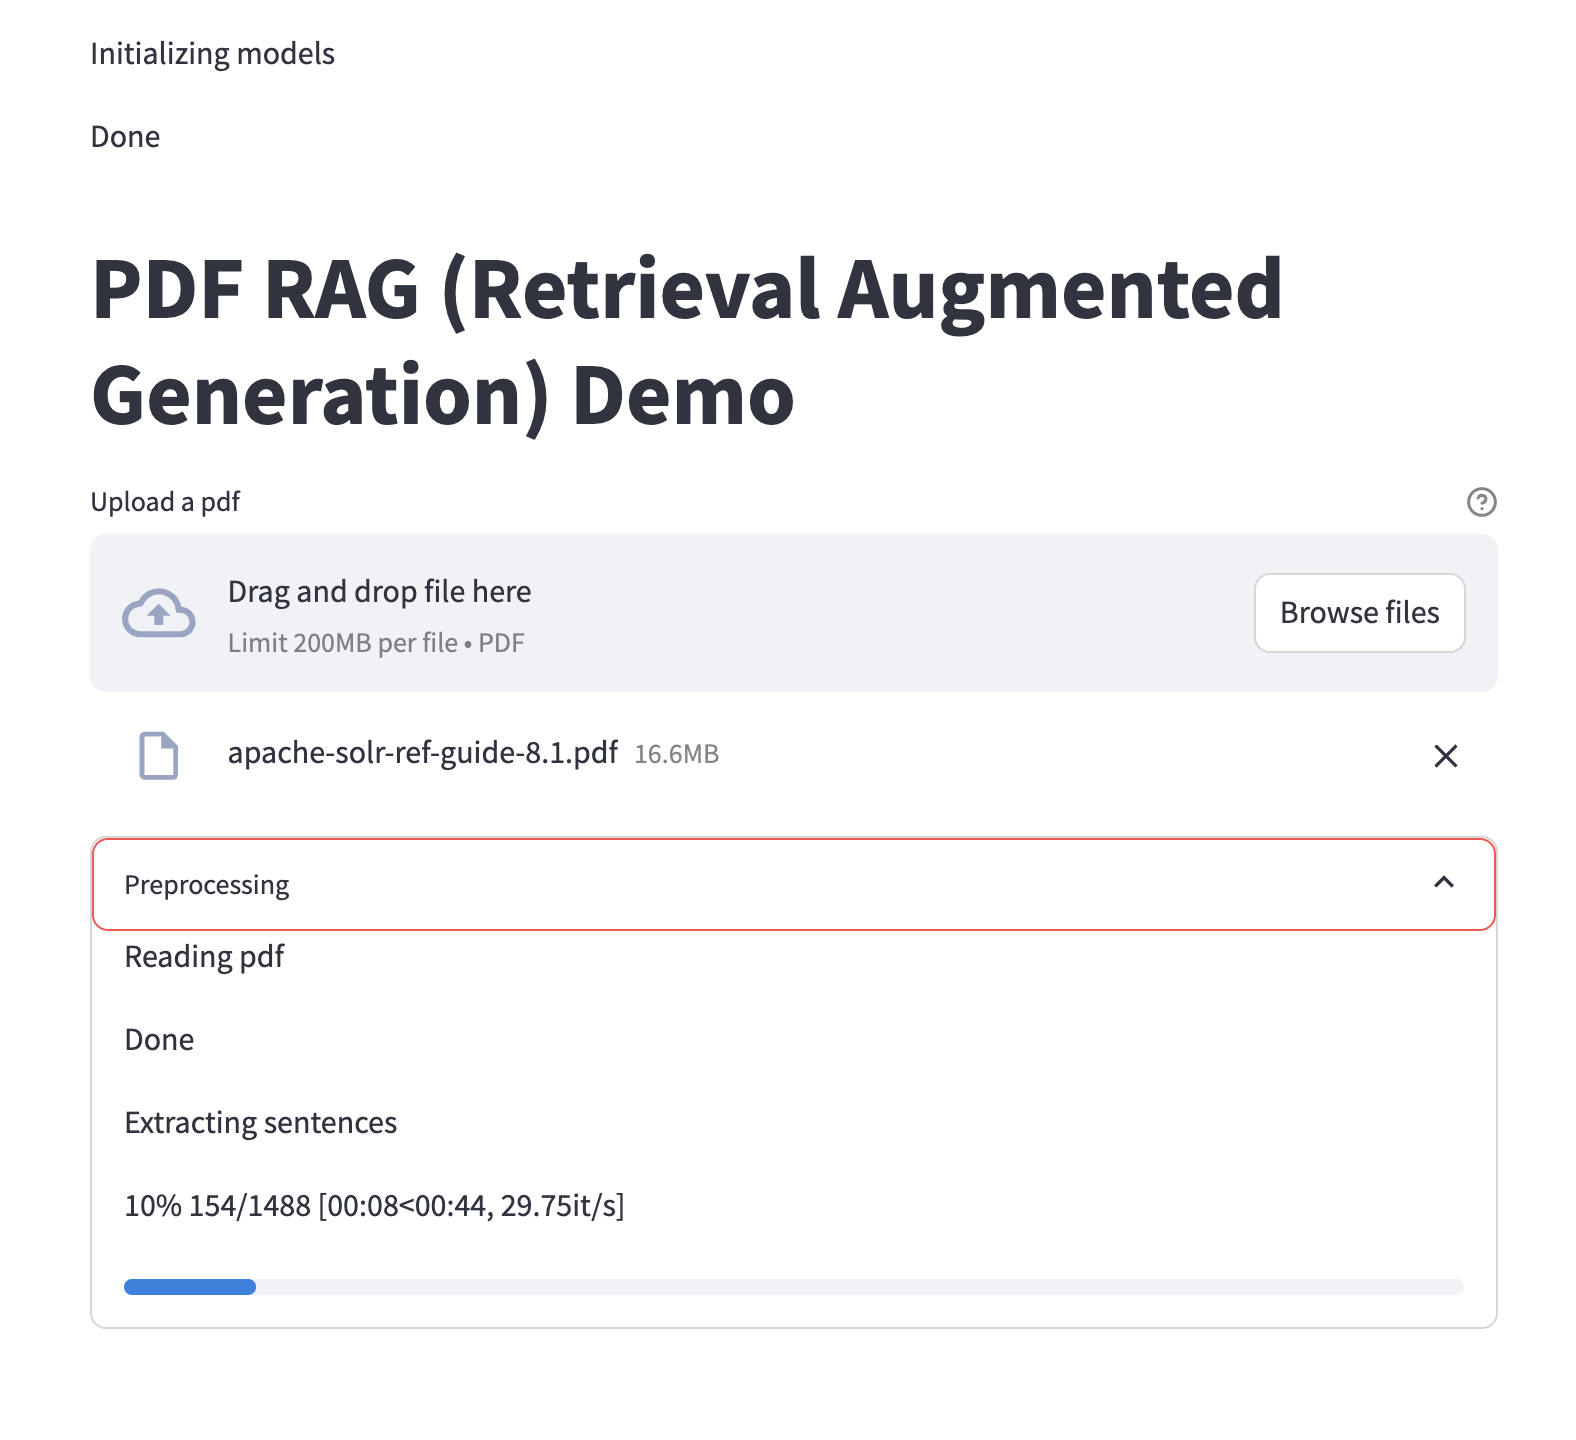 Initializing models
Done
PDF RAG (Retrieval Augmented
Generation) Demo
Upload a pdf
Drag and drop file here
Limit 200MB per file • PDF
Browse files
apache-solr-ref-guide-8.1.pdf 16.6MB
Preprocessing
Reading pdf
Done
Extracting sentences
10% 154/1488 [00:08<00:44, 29.75it/s]